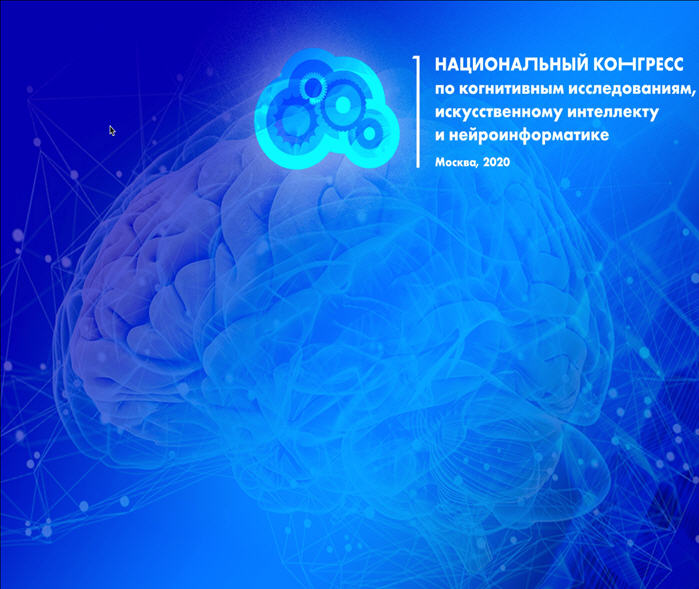 НАЦИОНАЛЬНЫЙ КОНГРЕСС
по когнитивным исследованиям,
искусственному интеллекту
и нейроинформатике
Москва, 2020